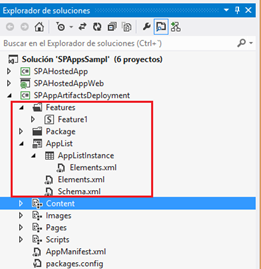 Explorador de soluciones
Buscar en el Explorador de soluciones (Ctrl+)
Solución 'SPAppsSampl' (6 proyectos)
SPAHostedApp
SPAHostedAppWeb
SPAppArtifactsDeployment
Features
Feature1
Package
AppList
AppListInstance
Elements.xml
Elements.xml
Schema.xml
Content
Images
Pages
Scripts
AppManifest.xml
packages.config